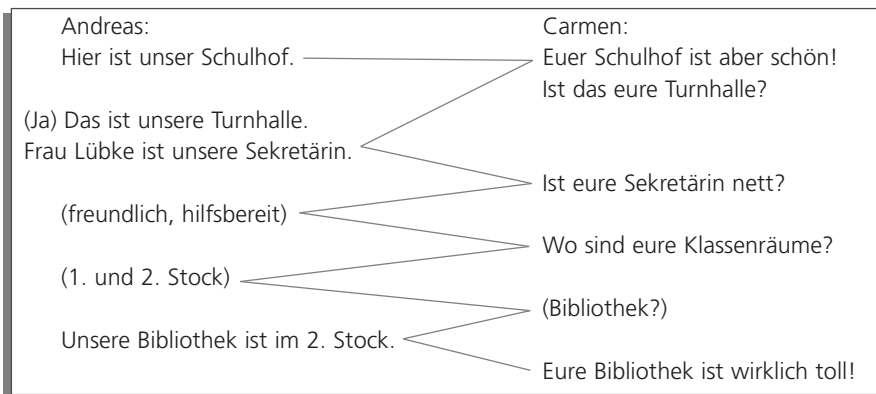 Andreas:
Hier ist unser Schulhof.
Carmen:
Euer Schulhof ist aber schön!
Ist das eure Turnhalle?
(Ja) Das ist unsere Turnhalle.
Frau Lübke ist unsere Sekretärin.
Ist eure Sekretärin nett?
(freundlich, hilfsbereit)
Wo sind eure Klassenräume?
(1. und 2. Stock)
(Bibliothek?)
Unsere Bibliothek ist im 2. Stock.
Eure Bibliothek ist wirklich toll!